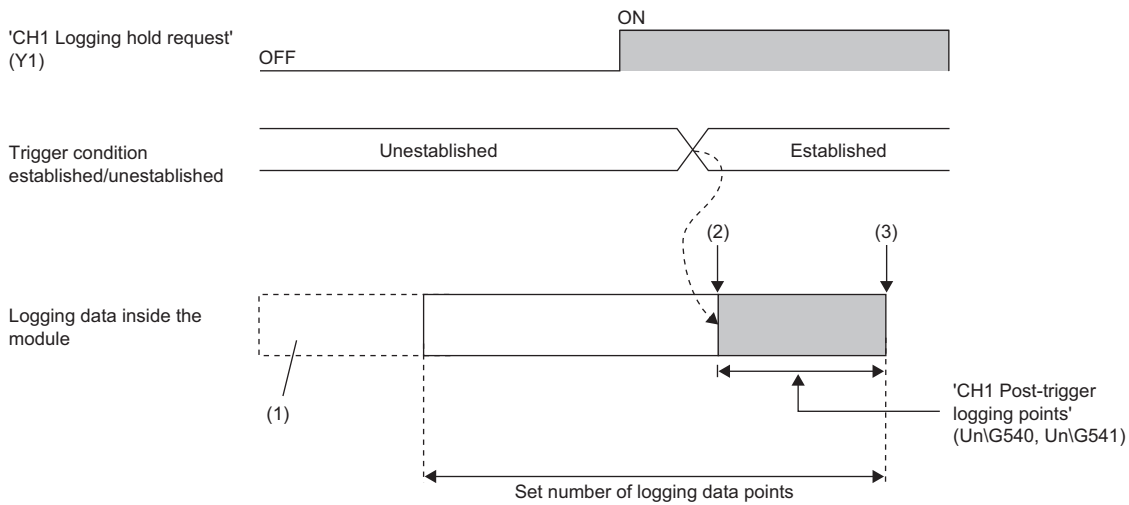 ON
'CH1 Logging hold request'
(Y1)
OFF
Trigger condition
established/unestablished
Unestablished
Established
(2)
(3)
Logging data inside the
module
(1)
'CH1 Post-trigger
logging points'
(Un\G540, Un\G541)
Set number of logging data points